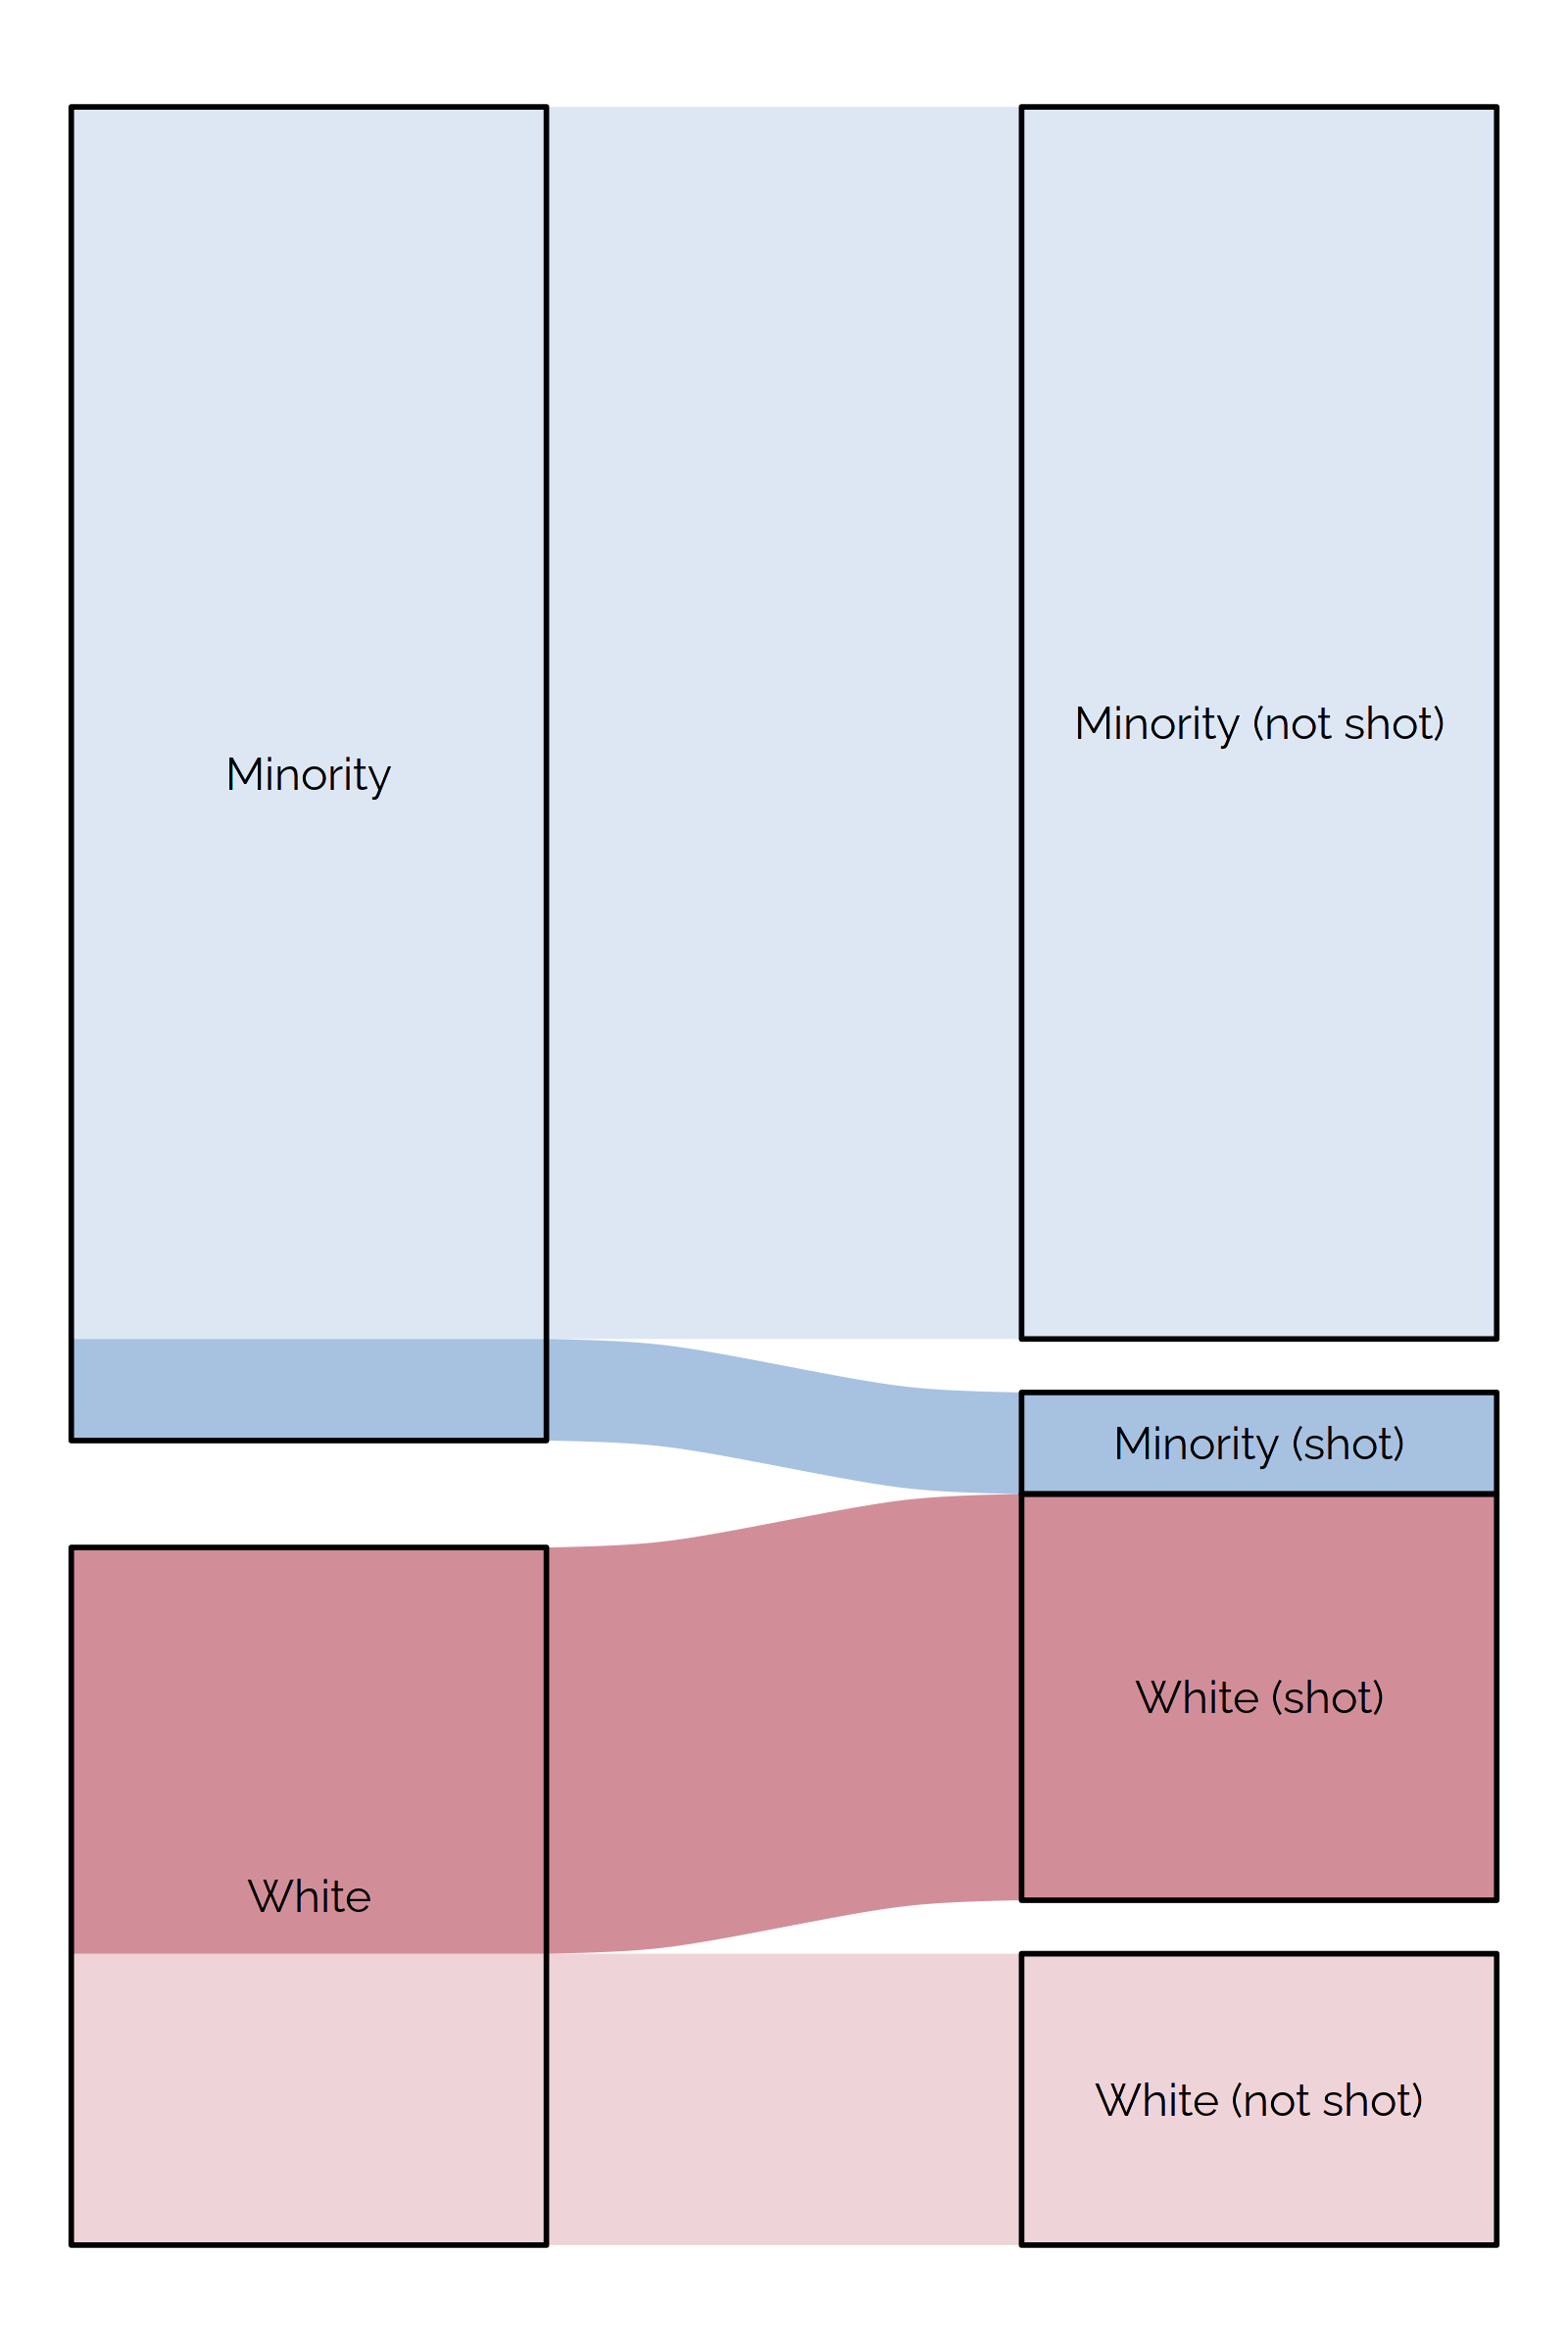 Minority (not shot)
Minority
Minority (shot)
White (shot)
White
White (not shot)